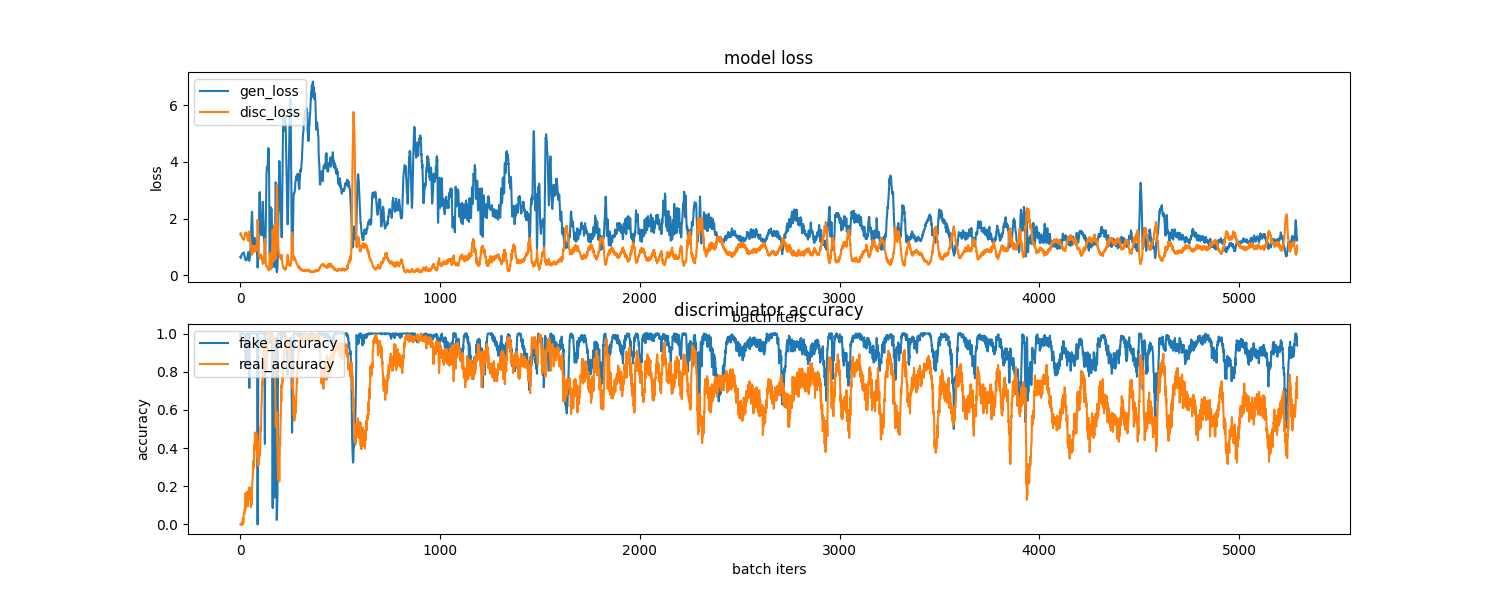 model loss
gen_loss
disc_loss
6
4
2
0
loss
0 1000 2000 3000 4000 5000
batch iters
discriminator accuracy
fake_accuracy
real_accuracy
1.0
0.8
0.6
0.4
0.2
0.0
accuracy
0 1000 2000 3000 4000 5000
batch iters